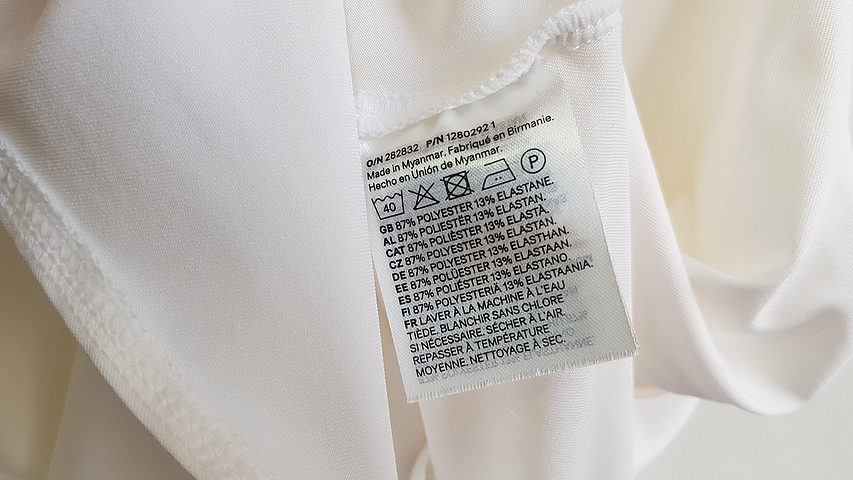 O/N 282832 P/N 1280292 1
Made in Myanmar. Fabriqué en Birmanie.
Hecho en Unión de Myanmar.
40 P
GB 87% POLYESTER 13% ELASTANE.
AL 87% POLIESTËR 13% ELASTAN.
CAT 87% POLIÈSTER 13% ELASTÀ.
CZ 87% POLYESTER 13% ELASTAN.
DE 87% POLYESTER 13% ELASTHAN.
EE 87% POLÜESTER 13% ELASTAAN.
ES 87% POLIÉSTER 13% ELASTANO.
FI 87% POLYESTERIÄ 13% ELASTAANIA.
FR LAVER À LA MACHINE À L'EAU
TIÈDE. BLANCHIR SANS CHLORE
SI NÉCESSAIRE. SÉCHER À L'AIR.
REPASSER À TEMPÉRATURE
MOYENNE. NETTOYAGE À SEC.